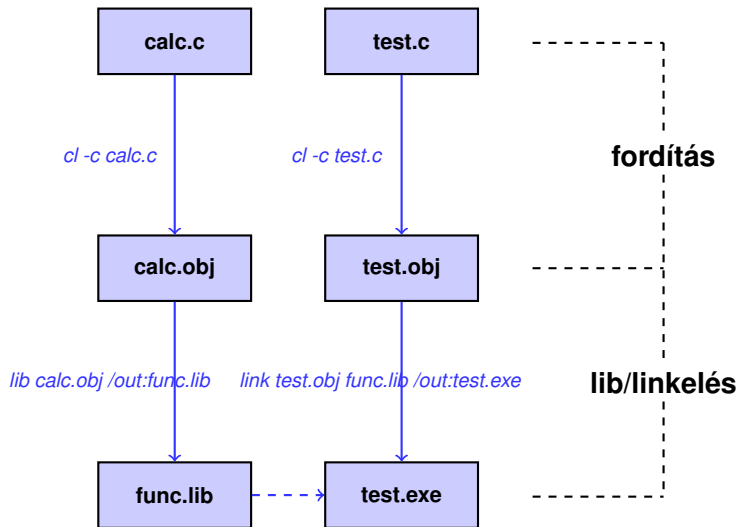 calc.c
test.c
cl -c calc.c
cl -c test.c
fordítás
calc.obj
test.obj
lib calc.obj /out:func.lib
link test.obj func.lib /out:test.exe
lib/linkelés
func.lib
test.exe